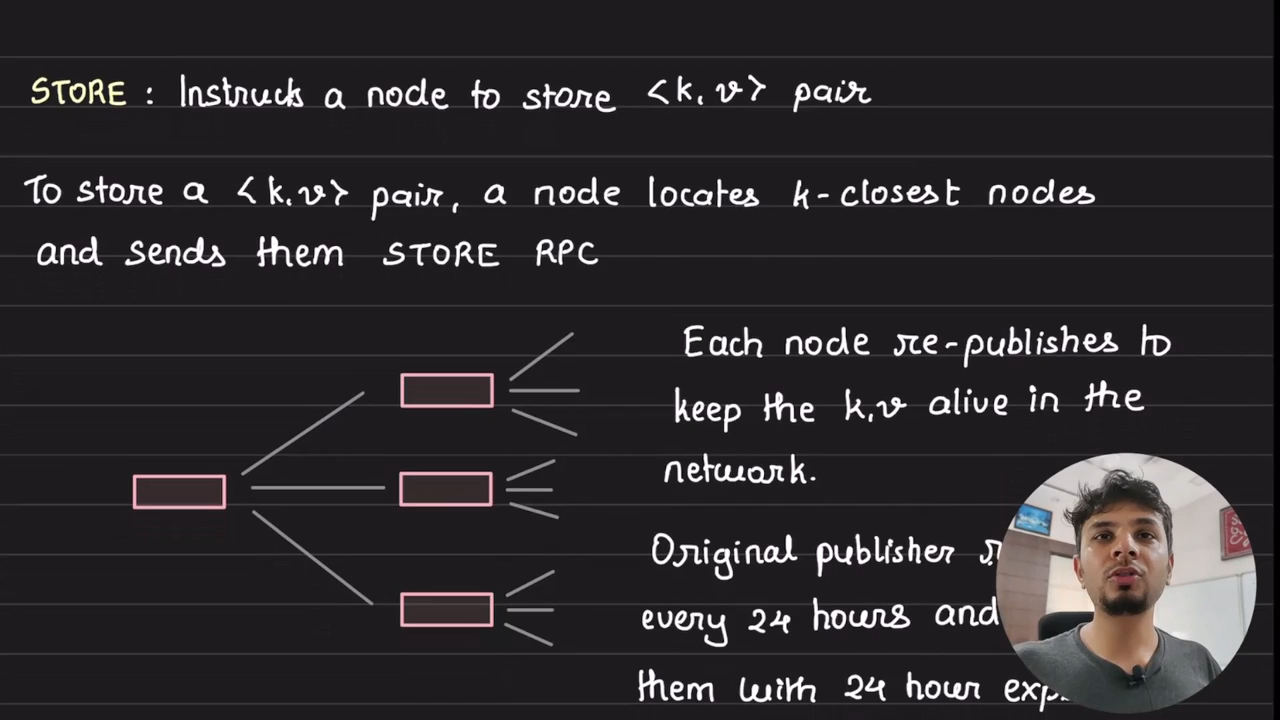 STORE : Instructs a node to store <k, v> pair
To store a <k,v> pair, a node locates k-closest nodes
and sends them STORE RPC
Each node re-publishes to
keep the k,v alive in the
network.
Original publisher
every 24 hours and
them with 24 hour